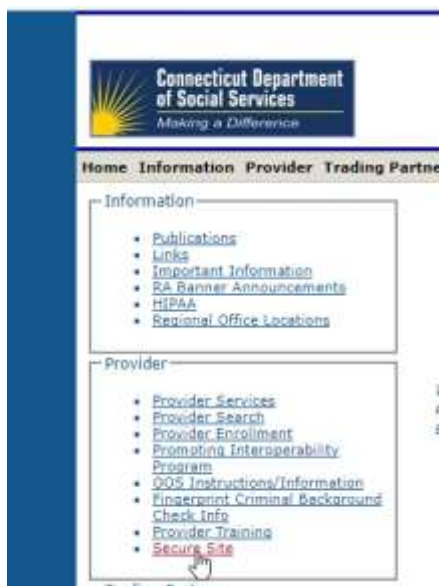 Connecticut Department
of Social Services
Making a Difference
Home Information Provider Trading Partne
Information
Publications
Links
Important Information
RA Banner Announcements
HIPAA
Regional Office Locations
Provider
Provider Services
Provider Search
Provider Enrollment
Promoting Interoperability
Program
OOS Instructions/Information
Fingerprint Criminal Background
Check Info
Provider Training
Secure Site